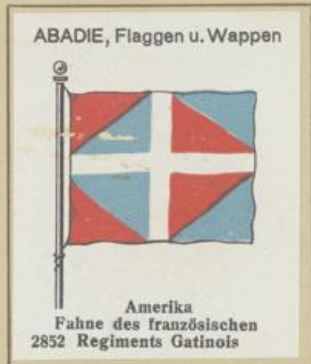 ABADIE, Flaggen u. Wappen
Amerika
Fahne des französischen
2852 Regiments Gatinois